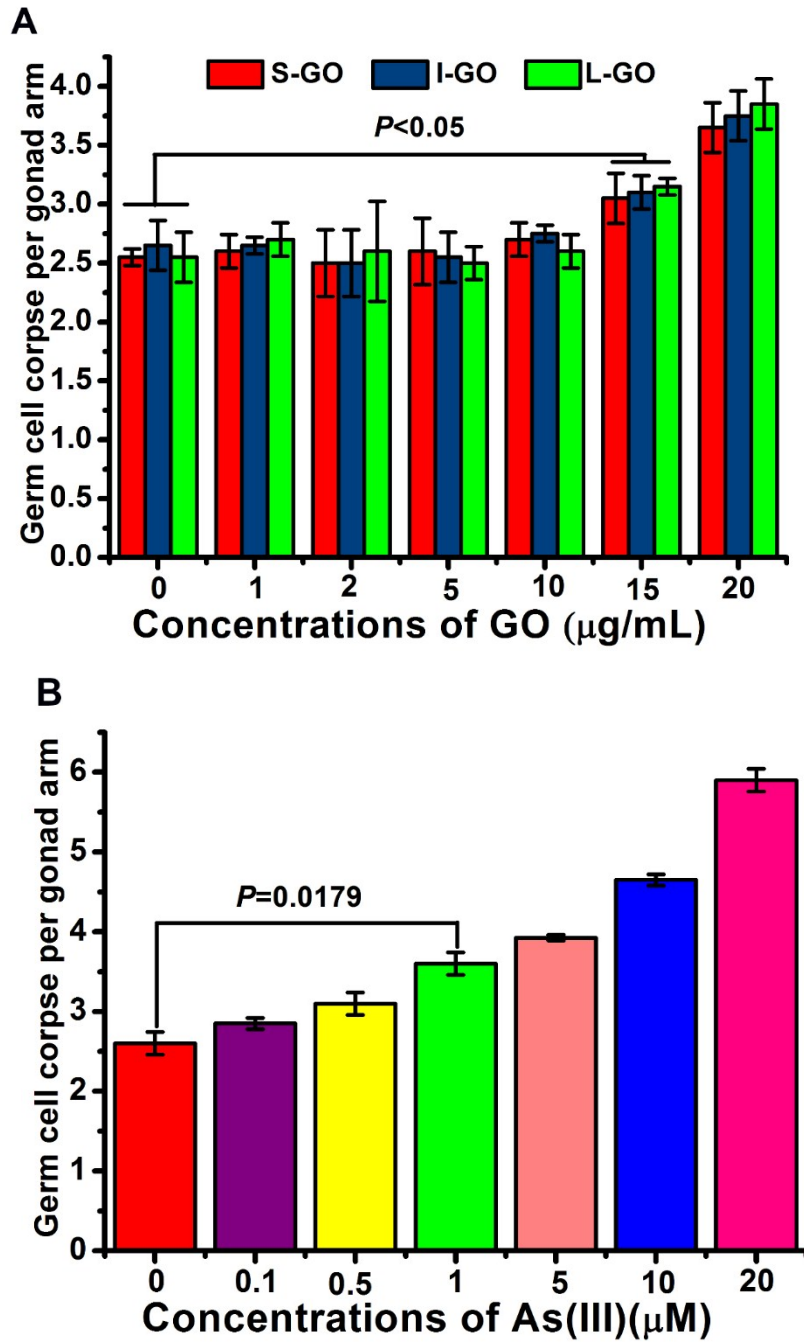 A
S-GO I-GO L-GO
P<0.05
Germ cell corpse per gonad arm
4.0
3.5
3.0
2.5
2.0
1.5
1.0
0.5
0.0
0 1 2 5 10 15 20
Concentrations of GO (μg/mL)
B
P=0.0179
Germ cell corpse per gonad arm
6
5
4
3
2
1
0
0 0.1 0.5 1 5 10 20
Concentrations of As(III)(μM)